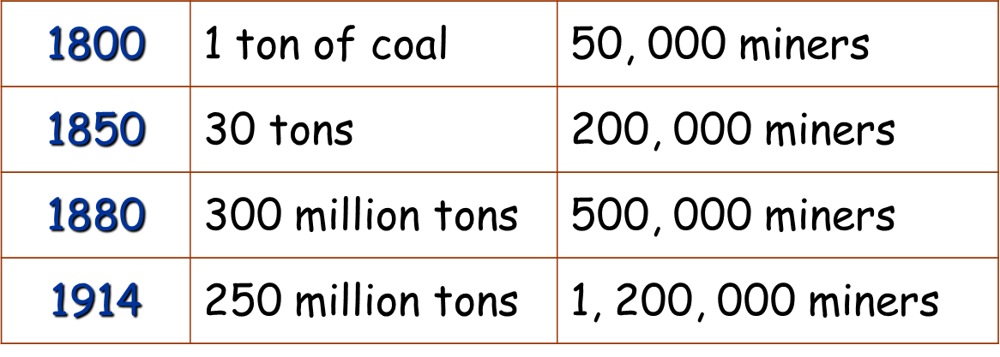 1800 1 ton of coal 50, 000 miners
1850 30 tons 200, 000 miners
1880 300 million tons 500, 000 miners
1914 250 million tons 1, 200, 000 miners